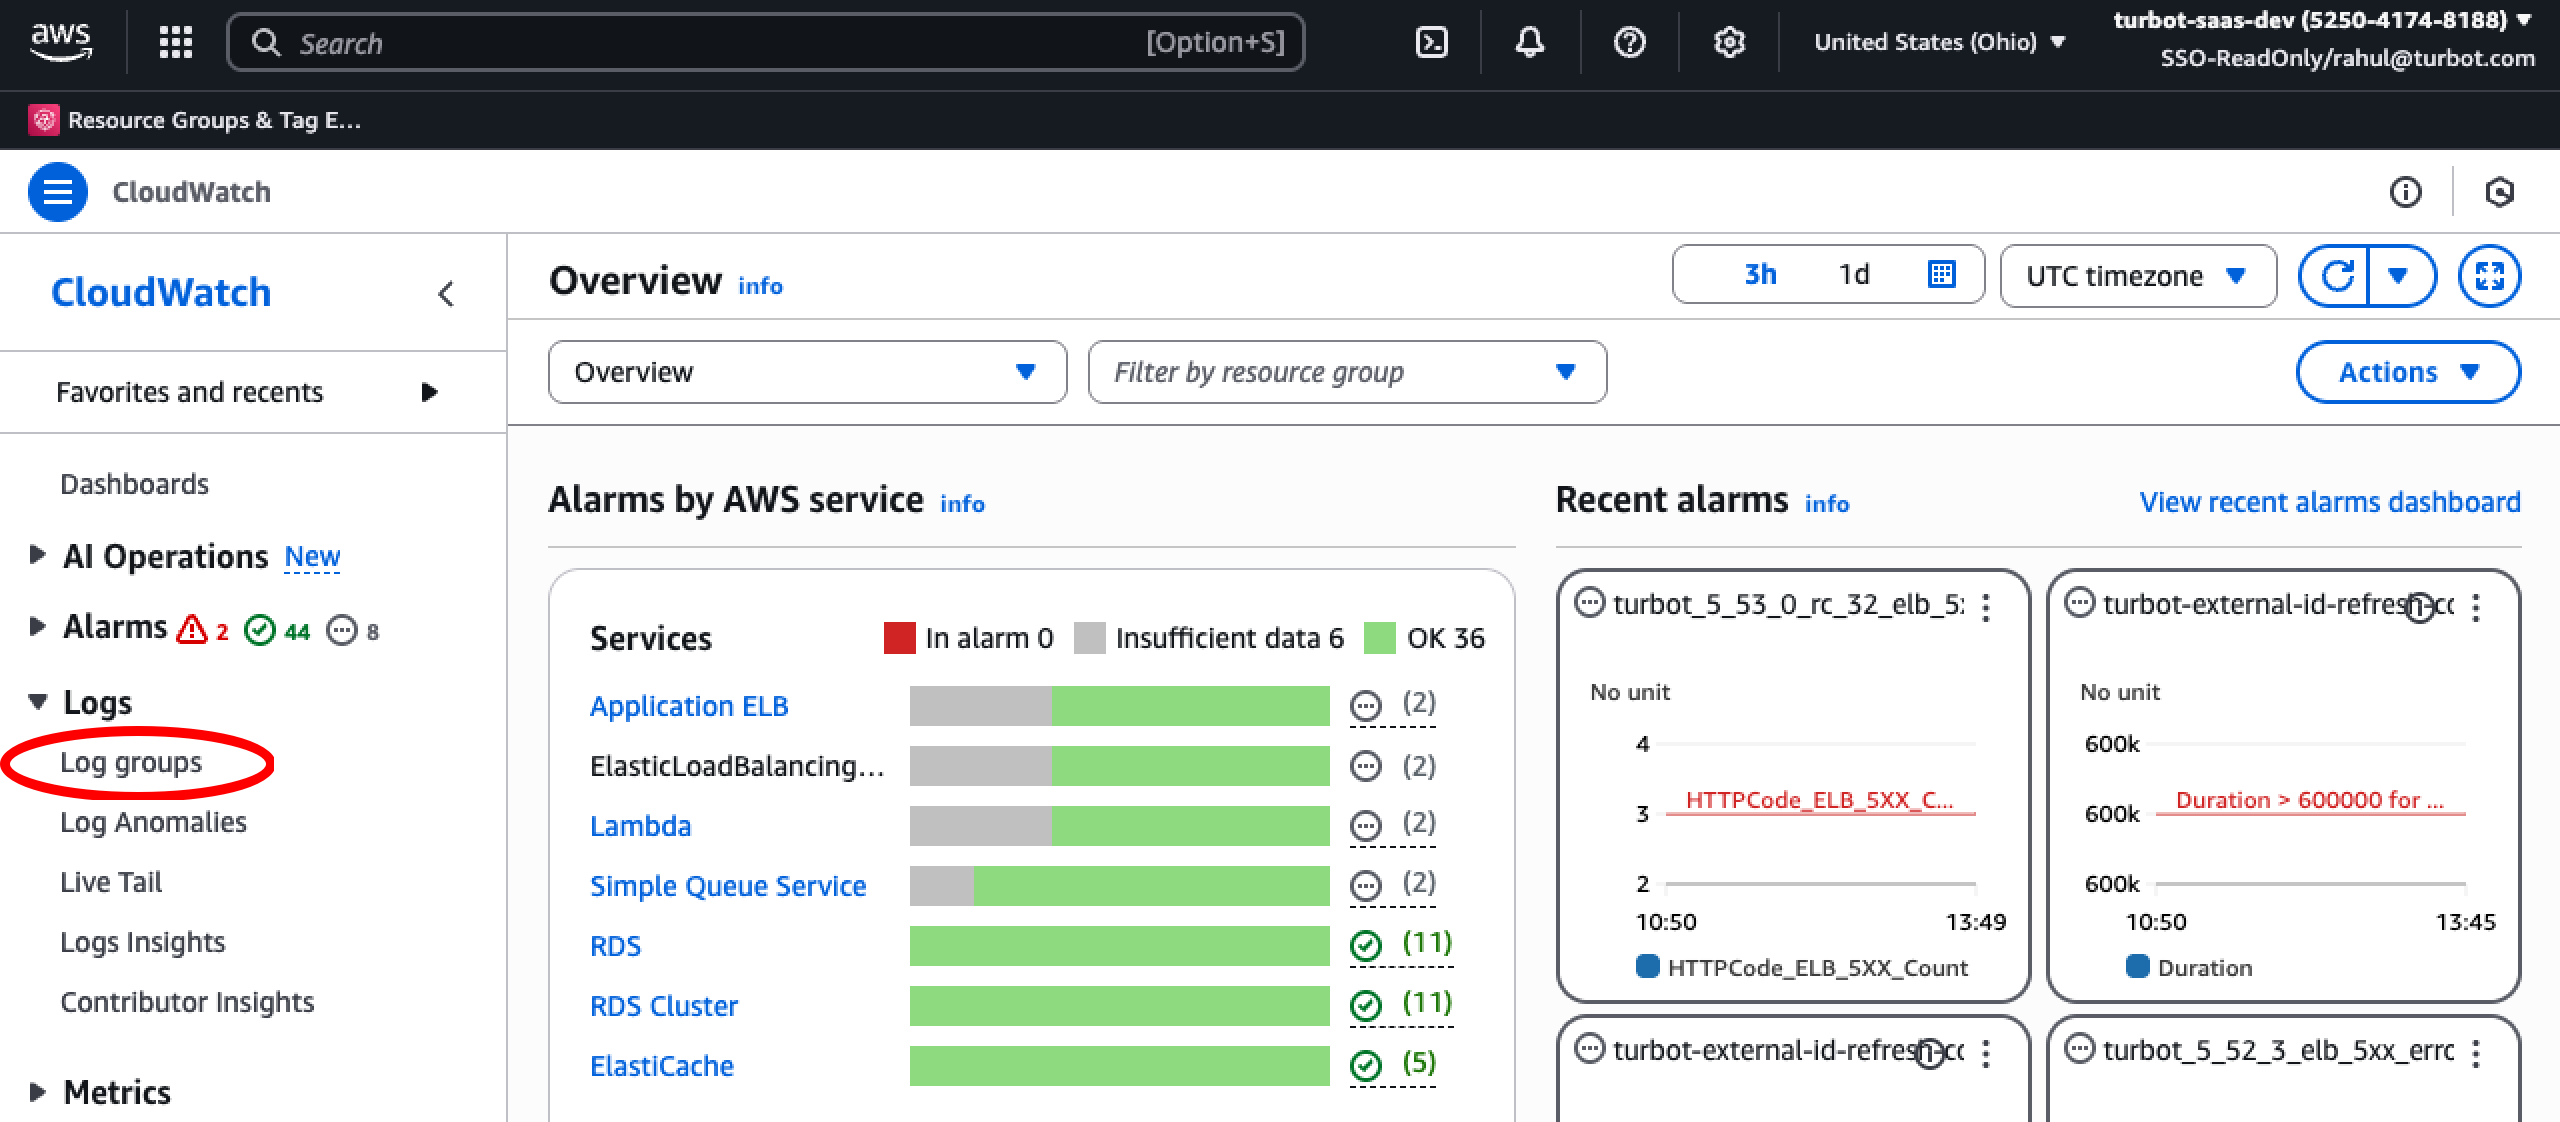 aws
Search [Option+S]
United States (Ohio)
turbot-saas-dev (5250-4174-8188)
SSO-ReadOnly/rahul@turbot.com
Resource Groups & Tag E...
CloudWatch
CloudWatch
Favorites and recents
Dashboards
AI Operations New
Alarms 2 44 8
Logs
Log groups
Log Anomalies
Live Tail
Logs Insights
Contributor Insights
Metrics
Overview info
3h 1d
UTC timezone
Overview
Filter by resource group
Actions
Alarms by AWS service info
Services In alarm 0 Insufficient data 6 OK 36
Application ELB (2)
ElasticLoadBalancing... (2)
Lambda (2)
Simple Queue Service (2)
RDS (11)
RDS Cluster (11)
ElastiCache (5)
Recent alarms info
View recent alarms dashboard
turbot_5_53_0_rc_32_elb_5x
No unit
4
HTTPCode_ELB_5XX_C...
3
2
10:50 13:49
HTTPCode_ELB_5XX_Count
turbot-external-id-refresh-co
No unit
600k
Duration > 600000 for ...
600k
600k
10:50 13:45
Duration
turbot-external-id-refresh-co
turbot_5_52_3_elb_5xx_erro